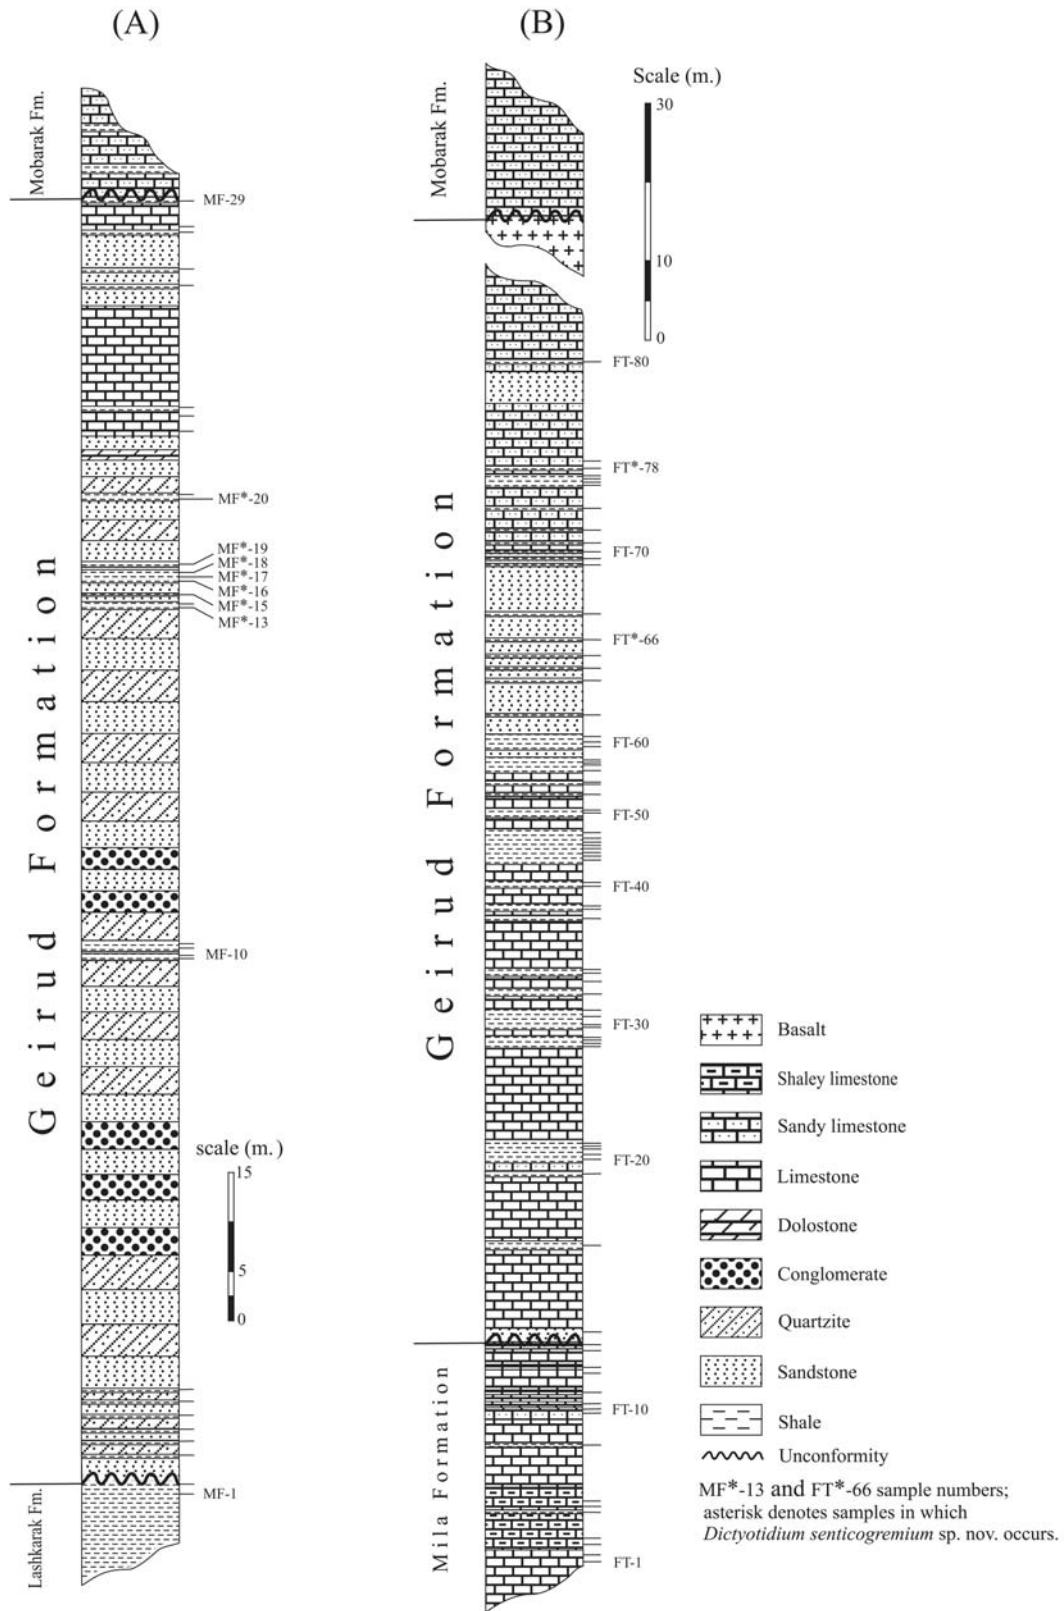 (A)
Mobarak Fm.
MF-29
MF*-20
MF*-19
MF*-18
MF*-17
MF*-16
MF*-15
MF*-13
Geirud Formation
MF-10
scale (m.)
15
5
0
MF-1
Lashkarak Fm.
(B)
Mobarak Fm.
Scale (m.)
30
10
0
FT-80
FT*-78
FT-70
FT*-66
FT-60
FT-50
FT-40
FT-30
FT-20
FT-10
FT-1
Geirud Formation
Mila Formation
Basalt
Shaley limestone
Sandy limestone
Limestone
Dolostone
Conglomerate
Quartzite
Sandstone
Shale
Unconformity
MF*-13 and FT*-66 sample numbers;
asterisk denotes samples in which
Dictyotidium senticogremium sp. nov. occurs.